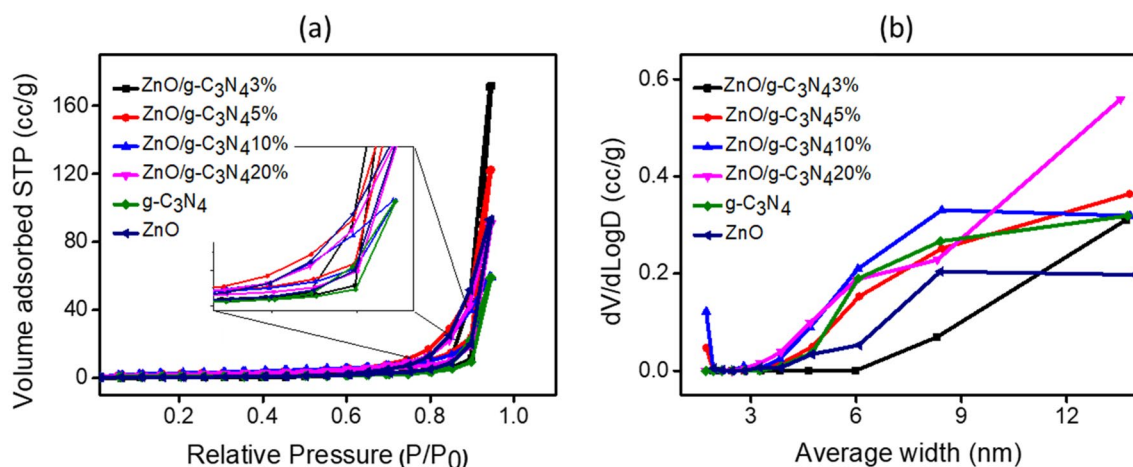 (a)
Volume adsorbed STP (cc/g)
160
120
80
40
0
ZnO/g-C₃N₄3%
ZnO/g-C₃N₄5%
ZnO/g-C₃N₄10%
ZnO/g-C₃N₄20%
g-C₃N₄
ZnO
0.2 0.4 0.6 0.8 1.0
Relative Pressure (P/P₀)
(b)
dV/dLogD (cc/g)
0.6
0.4
0.2
0.0
ZnO/g-C₃N₄3%
ZnO/g-C₃N₄5%
ZnO/g-C₃N₄10%
ZnO/g-C₃N₄20%
g-C₃N₄
ZnO
3 6 9 12
Average width (nm)